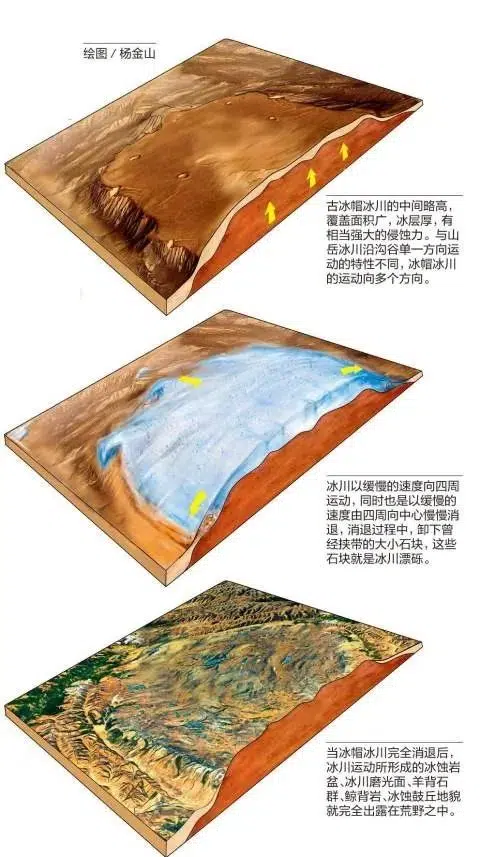 绘图 / 杨金山
古冰帽冰川的中间略高，
覆盖面积广，冰层厚，有
相当强大的侵蚀力。与山
岳冰川沿沟谷单一方向运
动的特性不同，冰帽冰川
的运动向多个方向。
冰川以缓慢的速度向四周
运动，同时也是以缓慢的
速度由四周向中心慢慢消
退，消退过程中，卸下曾
经挟带的大小石块，这些
石块就是冰川漂砾。
当冰帽冰川完全消退后，
冰川运动所形成的冰蚀岩
盆、冰川磨光面、羊背石
群、鲸背岩、冰蚀鼓丘地貌
就完全出露在荒野之中。